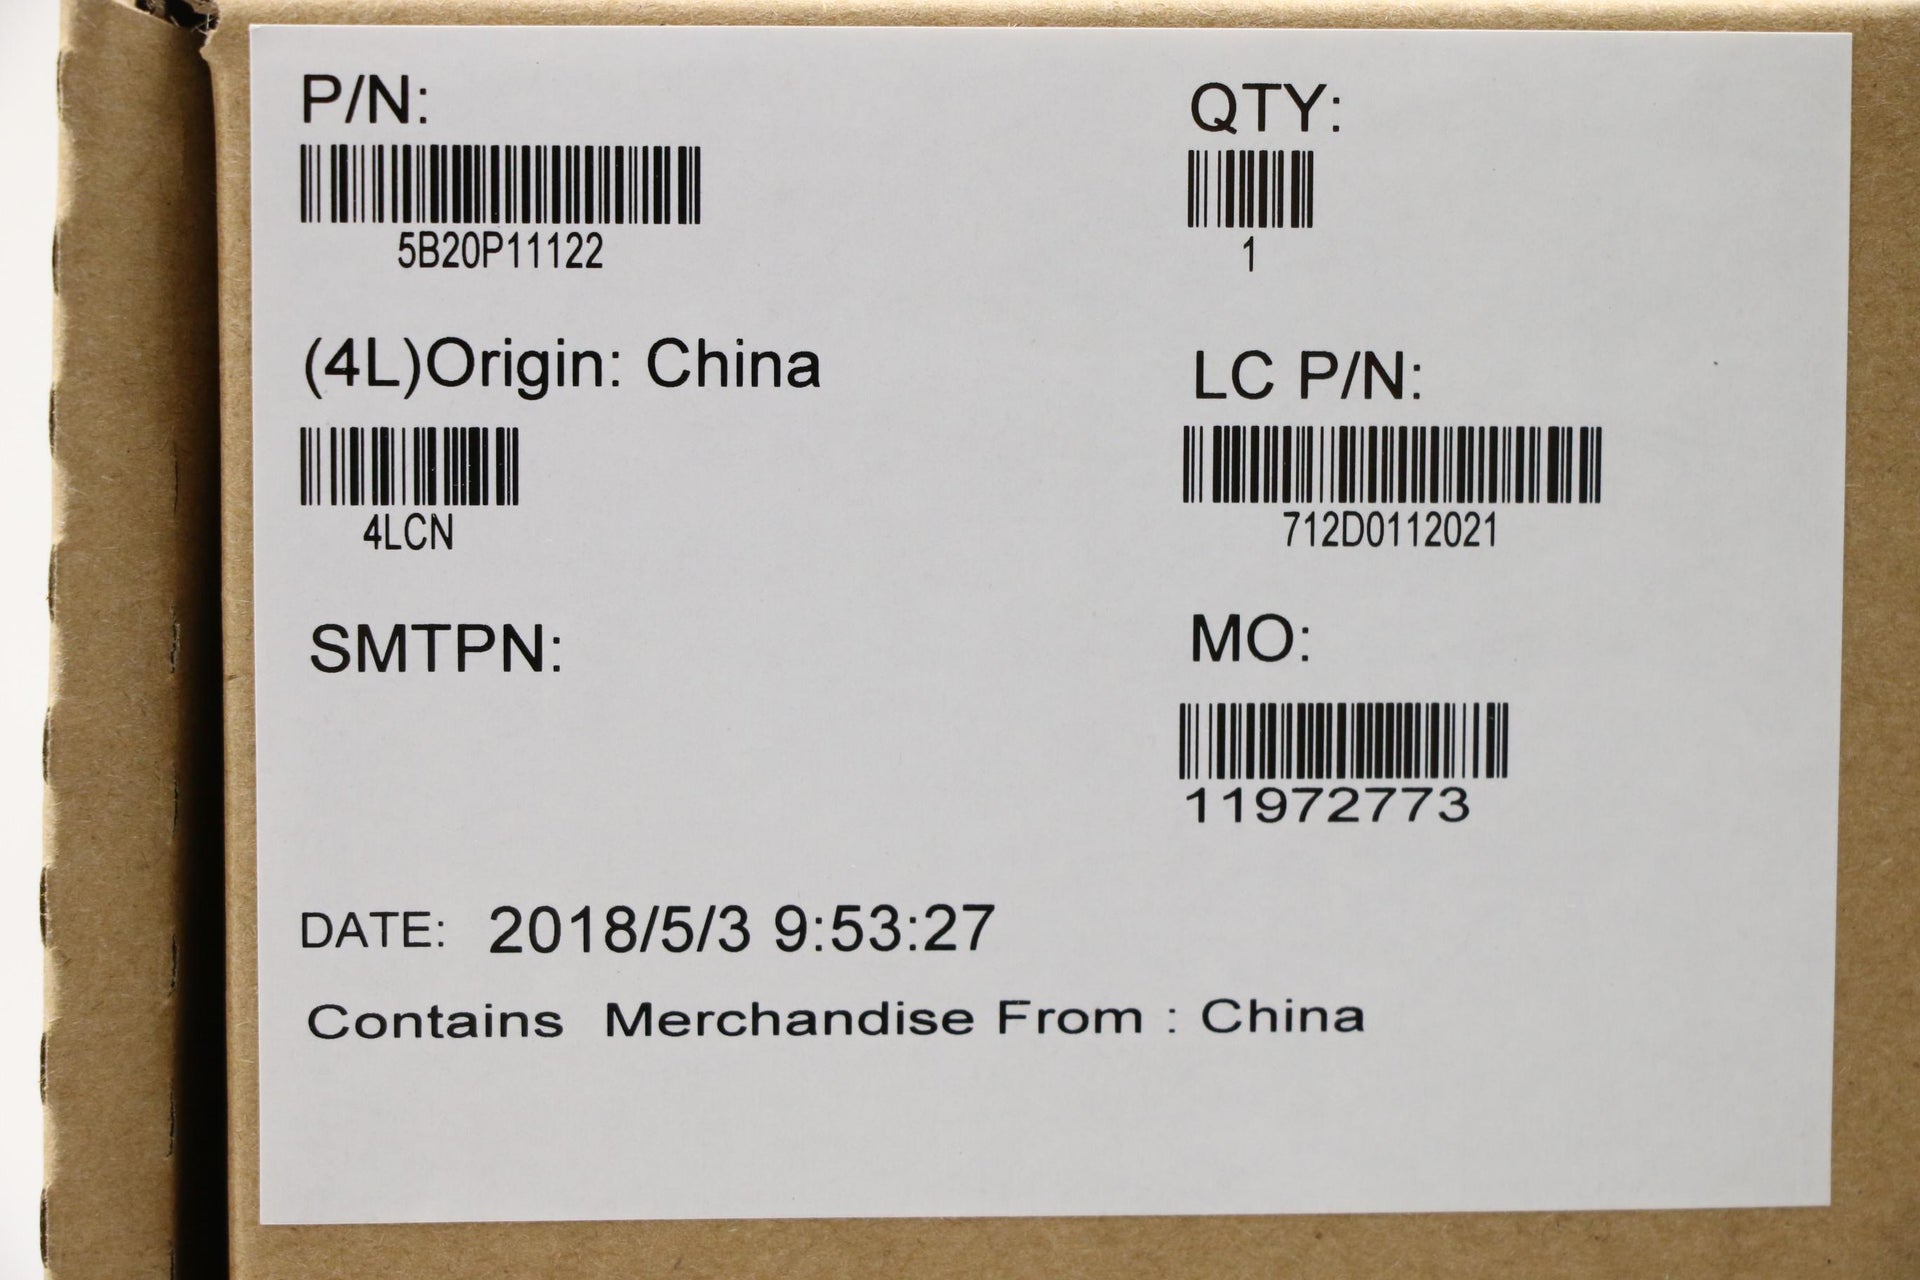 P/N:
5B20P11122
QTY:
1
(4L)Origin: China
4LCN
LC P/N:
712D0112021
SMTPN:
MO:
11972773
DATE: 2018/5/3 9:53:27
Contains Merchandise From : China